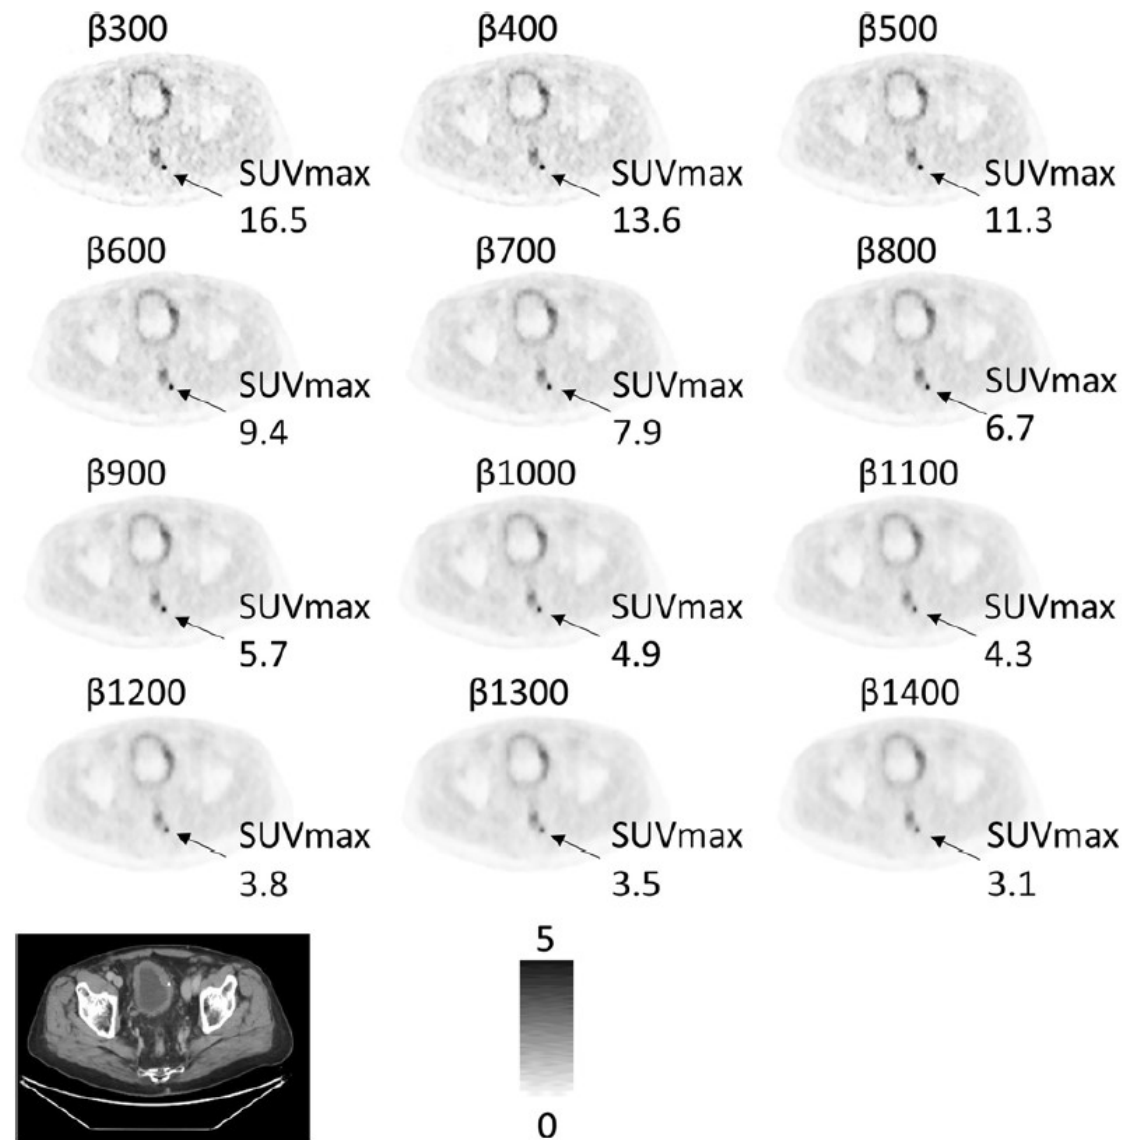 β300
β400
β500
SUVmax
16.5
SUVmax
13.6
SUVmax
11.3
β600
β700
β800
SUVmax
9.4
SUVmax
7.9
SUVmax
6.7
β900
β1000
β1100
SUVmax
5.7
SUVmax
4.9
SUVmax
4.3
β1200
β1300
β1400
SUVmax
3.8
SUVmax
3.5
SUVmax
3.1
5
0